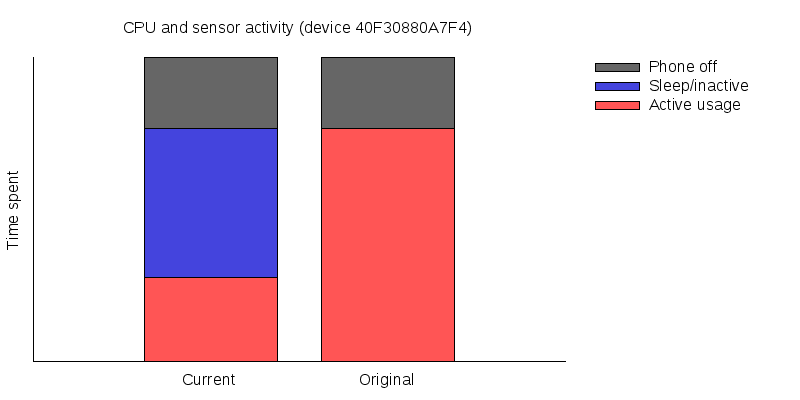 CPU and sensor activity (device 40F30880A7F4)
Phone off
Sleep/inactive
Active usage
Time spent
Current
Original